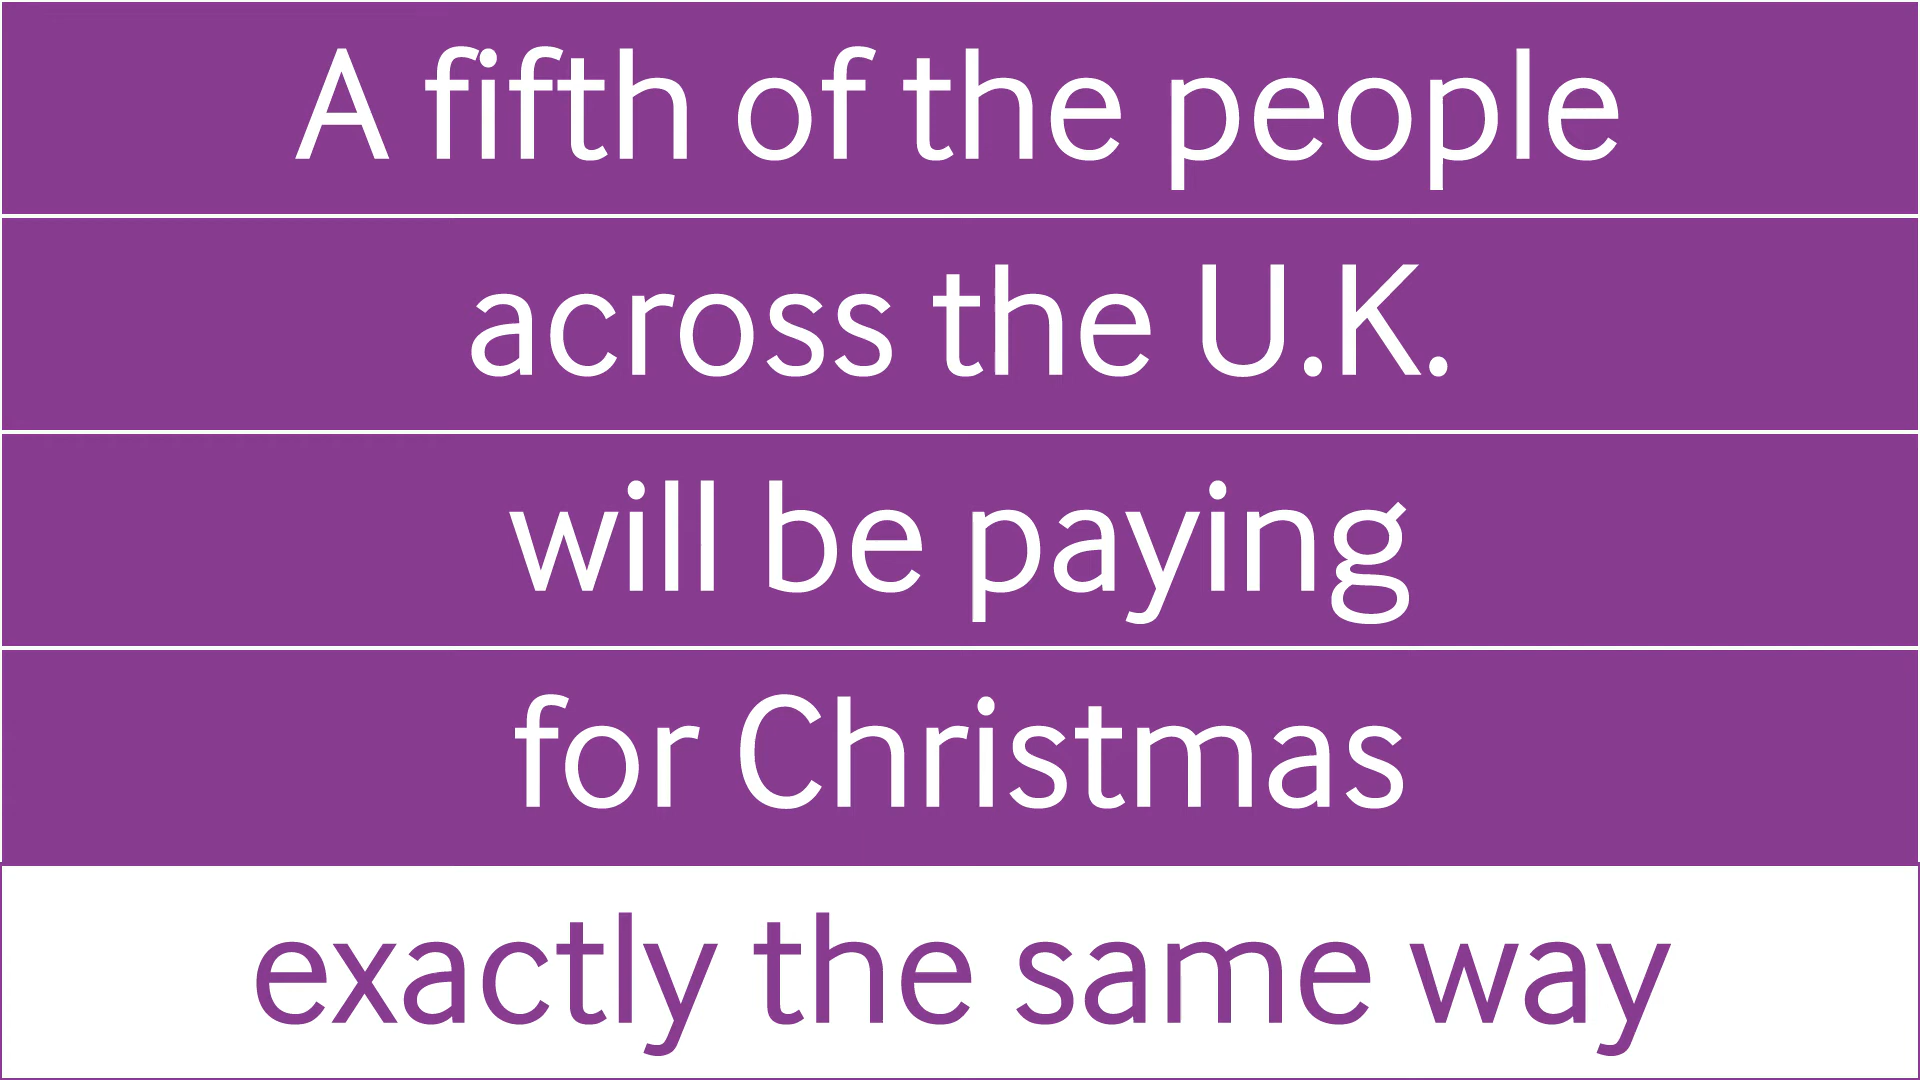 A fifth of the people
across the U.K.
will be paying
for Christmas
exactly the same way